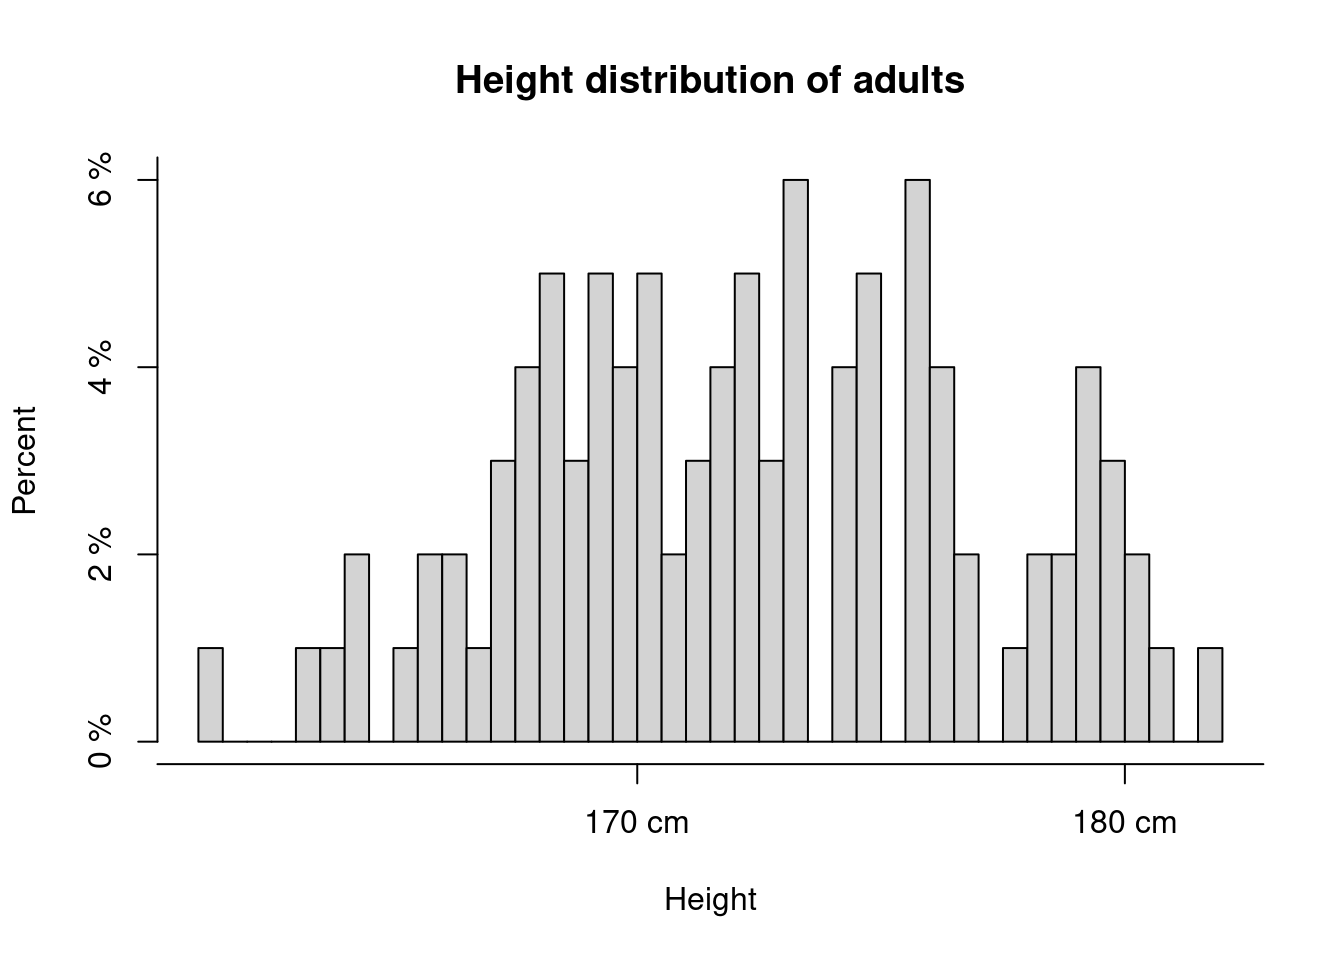 Height distribution of adults
6 %
4 %
2 %
0 %
Percent
170 cm
180 cm
Height